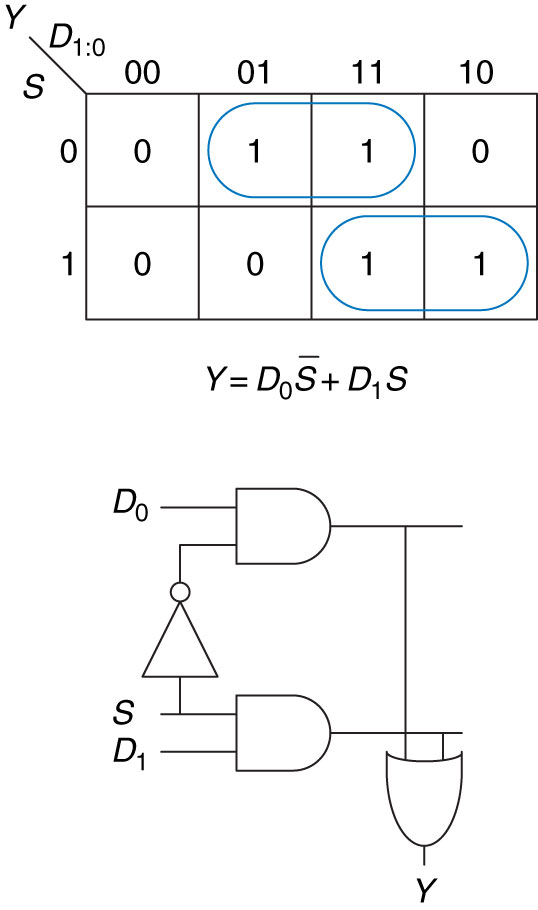 Y D₁:₀
S 00 01 11 10
0 0 1 1 0
1 0 0 1 1
Y = D₀S̅ + D₁S
D₀
S
D₁
Y